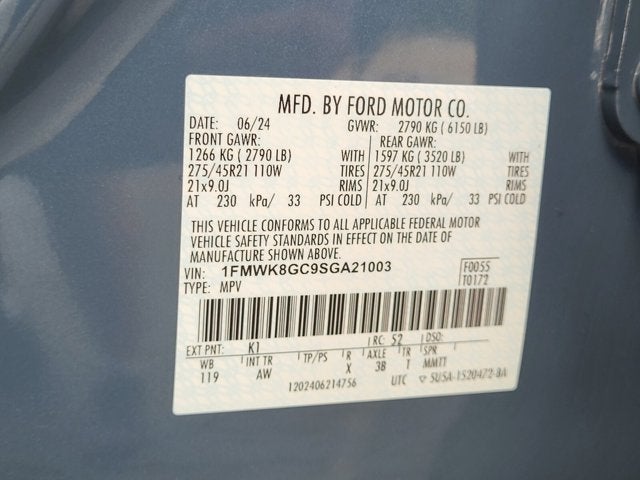 MFD. BY FORD MOTOR CO.
DATE: 06/24 GVWR: 2790 KG ( 6150 LB)
FRONT GAWR: REAR GAWR:
1266 KG ( 2790 LB) WITH 1597 KG ( 3520 LB) WITH
275/45R21 110W TIRES 275/45R21 110W TIRES
21x9.0J RIMS 21x9.0J RIMS
AT 230 kPa/ 33 PSI COLD AT 230 kPa/ 33 PSI COLD
THIS VEHICLE CONFORMS TO ALL APPLICABLE FEDERAL MOTOR
VEHICLE SAFETY STANDARDS IN EFFECT ON THE DATE OF
MANUFACTURE SHOWN ABOVE.
VIN: 1FMWK8GC9SGA21003 F0055
TYPE: MPV T0172
EXT PNT: K1 RC: 52 DSO:
WB INT TR TP/PS R AXLE TR SPR
119 AW X 3B T MMTT
1202406214756 UTC 5U5A-1520472-BA